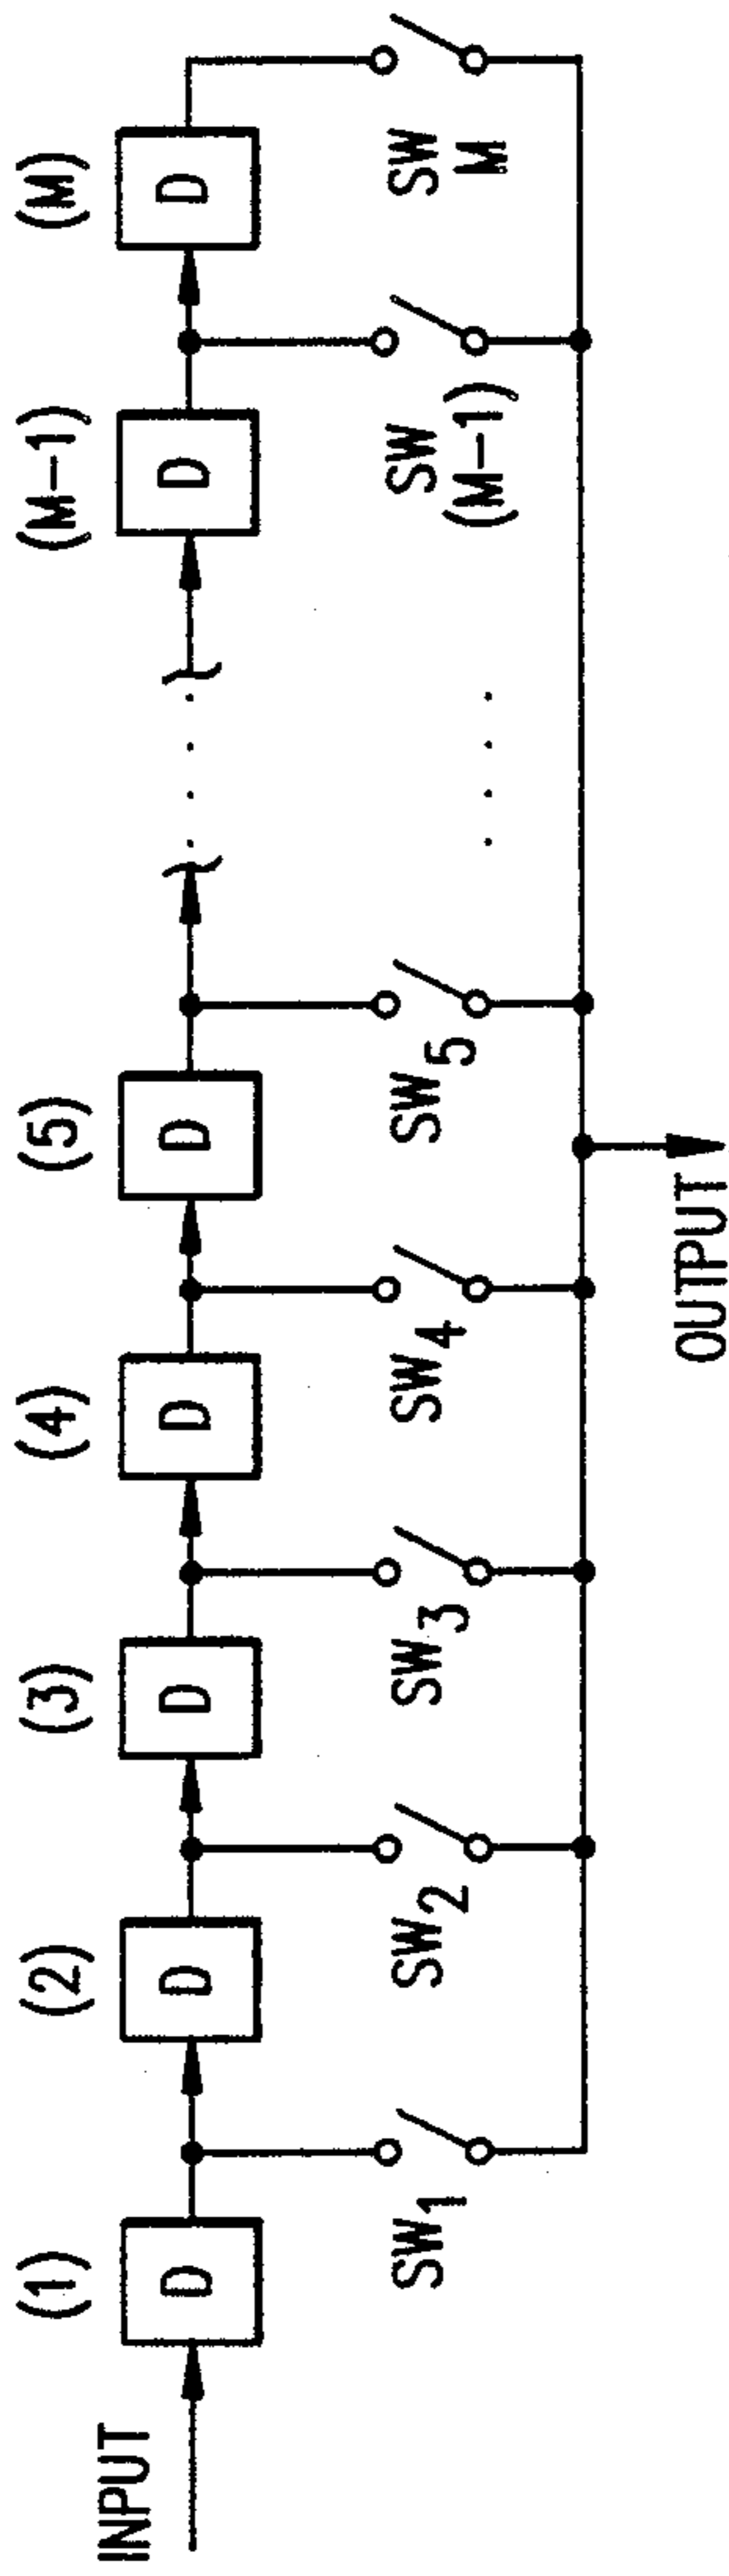 (1) (2) (3) (4) (5) (M-1) (M)
INPUT D D D D D D D
SW1 SW2 SW3 SW4 SW5 SW (M-1) SW M
OUTPUT